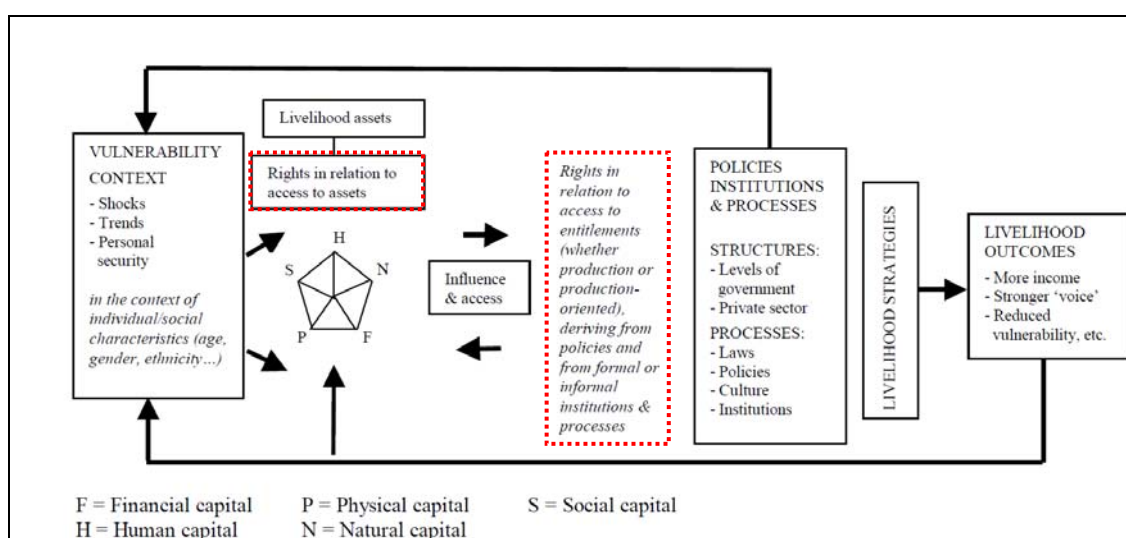 Livelihood assets
Rights in relation to
access to assets
VULNERABILITY
CONTEXT
- Shocks
- Trends
- Personal
security
in the context of
individual/social
characteristics (age,
gender, ethnicity…)
H
S
N
P
F
Influence
& access
Rights in
relation to
access to
entitlements
(whether
production or
production-
oriented),
deriving from
policies and
from formal or
informal
institutions &
processes
POLICIES
INSTITUTIONS
& PROCESSES
STRUCTURES:
- Levels of
government
- Private sector
PROCESSES:
- Laws
- Policies
- Culture
- Institutions
LIVELIHOOD STRATEGIES
LIVELIHOOD
OUTCOMES
- More income
- Stronger ‘voice’
- Reduced
vulnerability, etc.
F = Financial capital P = Physical capital S = Social capital
H = Human capital N = Natural capital